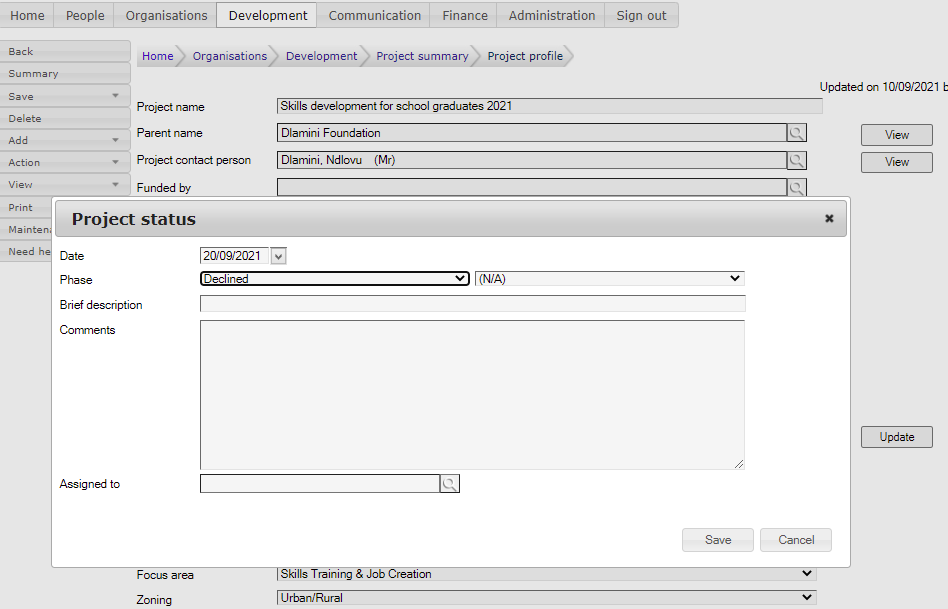 Home People Organisations Development Communication Finance Administration Sign out
Back
Summary
Save
Delete
Add
Action
View
Print
Home Organisations Development Project summary Project profile
Updated on 10/09/2021
Project name Skills development for school graduates 2021
Parent name Dlamini Foundation View
Project contact person Dlamini, Ndlovu (Mr) View
Funded by
Project status
Date 20/09/2021
Phase Declined (N/A)
Brief description
Comments
Update
Assigned to
Save Cancel
Focus area Skills Training & Job Creation
Zoning Urban/Rural